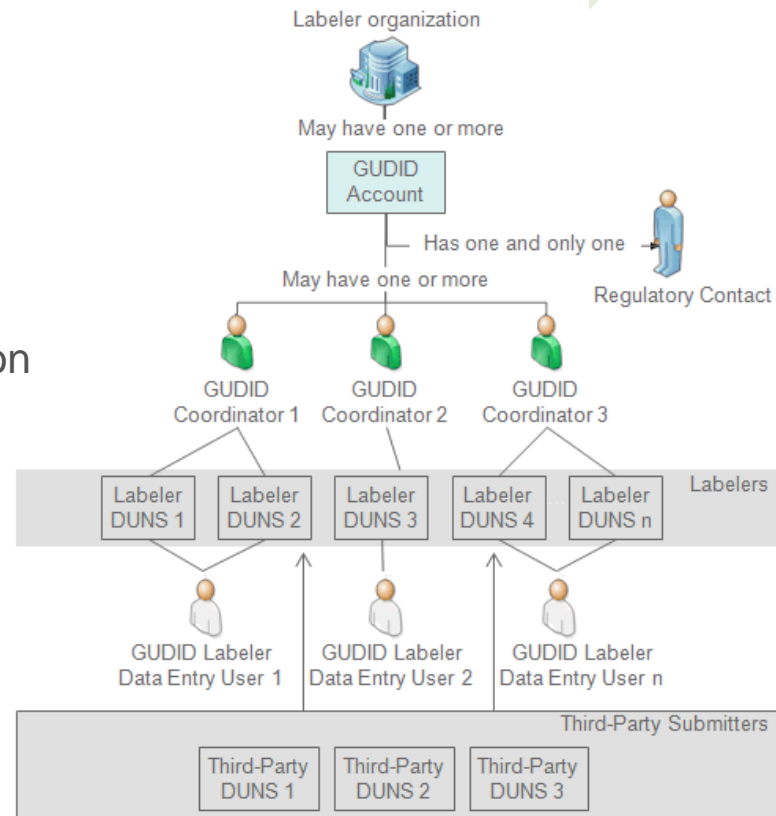 Labeler organization
May have one or more
GUDID
Account
Has one and only one
Regulatory Contact
May have one or more
on
GUDID
Coordinator 1
GUDID
Coordinator 2
GUDID
Coordinator 3
Labelers
Labeler
DUNS 1
Labeler
DUNS 2
Labeler
DUNS 3
Labeler
DUNS 4
...
Labeler
DUNS n
GUDID Labeler
Data Entry User 1
GUDID Labeler
Data Entry User 2
GUDID Labeler
Data Entry User n
Third-Party Submitters
Third-Party
DUNS 1
Third-Party
DUNS 2
Third-Party
DUNS 3